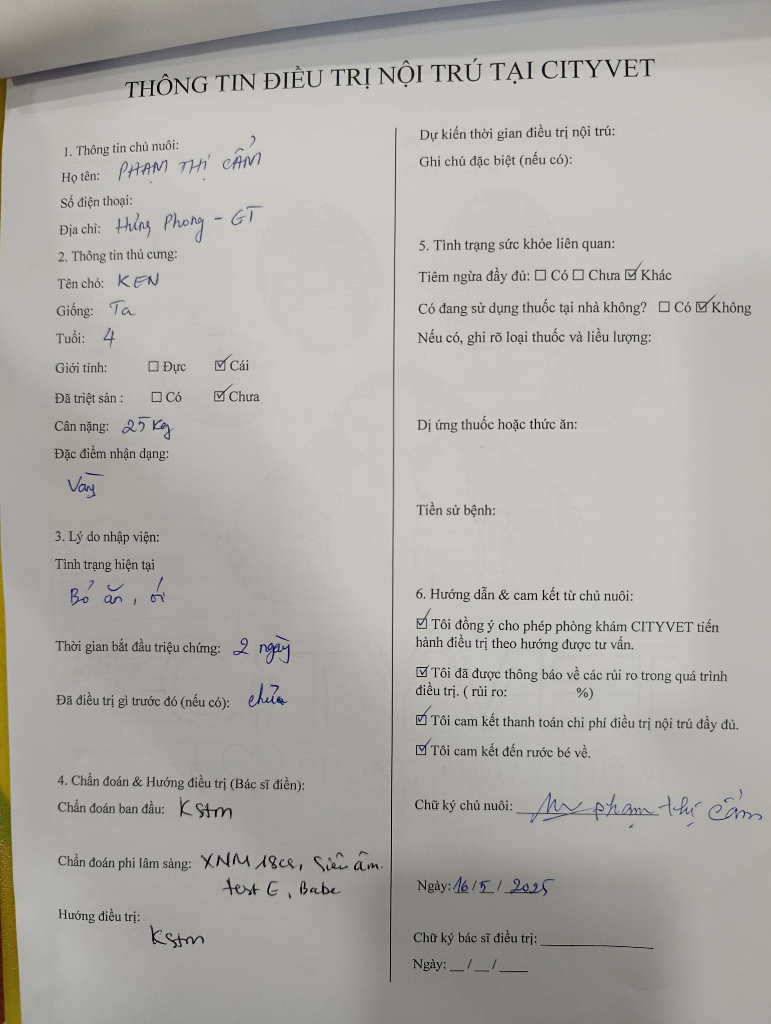 THÔNG TIN ĐIỀU TRỊ NỘI TRÚ TẠI CITYVET
1. Thông tin chủ nuôi:
Họ tên: PHẠM THỊ CẨM
Số điện thoại:
Địa chỉ: Hưng Phong - GT
2. Thông tin thú cưng:
Tên chó: KEN
Giống: Ta
Tuổi: 4
Giới tính: ☐ Đực ☑ Cái
Đã triệt sản : ☐ Có ☑ Chưa
Cân nặng: 25 Kg
Đặc điểm nhận dạng:
Vàng
3. Lý do nhập viện:
Tình trạng hiện tại
Bỏ ăn, ói
Thời gian bắt đầu triệu chứng: 2 ngày
Đã điều trị gì trước đó (nếu có): chưa
4. Chẩn đoán & Hướng điều trị (Bác sĩ điền):
Chẩn đoán ban đầu: KStm
Chẩn đoán phi lâm sàng: XNM 18cs, Siêu âm.
test E, Babe
Hướng điều trị:
KStm
Dự kiến thời gian điều trị nội trú:
Ghi chú đặc biệt (nếu có):
5. Tình trạng sức khỏe liên quan:
Tiêm ngừa đầy đủ: ☐ Có ☐ Chưa ☑ Khác
Có đang sử dụng thuốc tại nhà không? ☐ Có ☑ Không
Nếu có, ghi rõ loại thuốc và liều lượng:
Dị ứng thuốc hoặc thức ăn:
Tiền sử bệnh:
6. Hướng dẫn & cam kết từ chủ nuôi:
☑ Tôi đồng ý cho phép phòng khám CITYVET tiến
hành điều trị theo hướng được tư vấn.
☑ Tôi đã được thông báo về các rủi ro trong quá trình
điều trị. ( rủi ro: %)
☑ Tôi cam kết thanh toán chi phí điều trị nội trú đầy đủ.
☑ Tôi cam kết đến rước bé về.
Chữ ký chủ nuôi: phạm thị cẩm
Ngày: 16/5/2025
Chữ ký bác sĩ điều trị: ____________
Ngày: __ / __ / ____